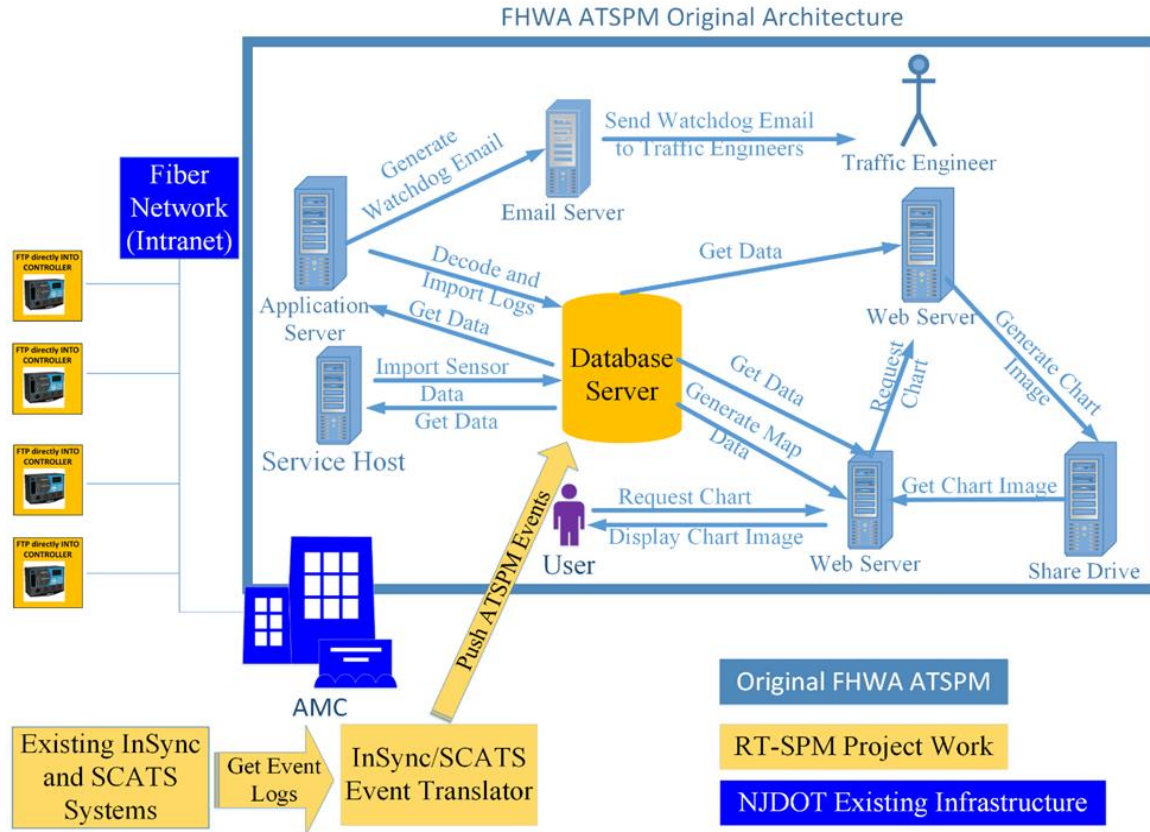 FHWA ATSPM Original Architecture
Fiber
Network
(Intranet)
FTP directly INTO
CONTROLLER
FTP directly INTO
CONTROLLER
FTP directly INTO
CONTROLLER
FTP directly INTO
CONTROLLER
Generate
Watchdog Email
Send Watchdog Email
to Traffic Engineers
Traffic Engineer
Email Server
Application
Server
Decode and
Import Logs
Get Data
Get Data
Web Server
Import Sensor
Data
Get Data
Service Host
Database
Server
Get Data
Generate Map
Data
Request
Chart
Generate Chart
Image
Get Chart Image
Request Chart
Display Chart Image
User
Web Server
Share Drive
Push ATSPM Events
AMC
Existing InSync
and SCATS
Systems
Get Event
Logs
InSync/SCATS
Event Translator
Original FHWA ATSPM
RT-SPM Project Work
NJDOT Existing Infrastructure